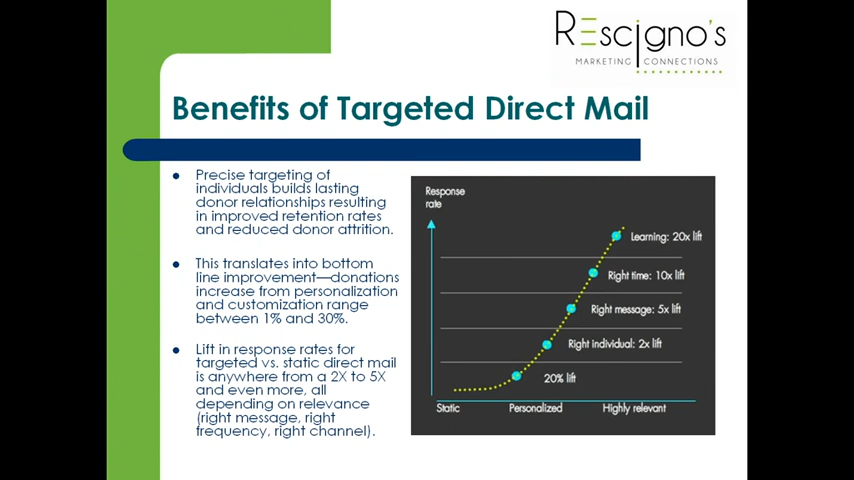 REscigno's
MARKETING CONNECTIONS
Benefits of Targeted Direct Mail
Precise targeting of
individuals builds lasting
donor relationships resulting
in improved retention rates
and reduced donor attrition.
This translates into bottom
line improvement—donations
increase from personalization
and customization range
between 1% and 30%.
Lift in response rates for
targeted vs. static direct mail
is anywhere from a 2X to 5X
and even more, all
depending on relevance
(right message, right
frequency, right channel).
Response
rate
Learning: 20x lift
Right time: 10x lift
Right message: 5x lift
Right individual: 2x lift
20% lift
Static Personalized Highly relevant